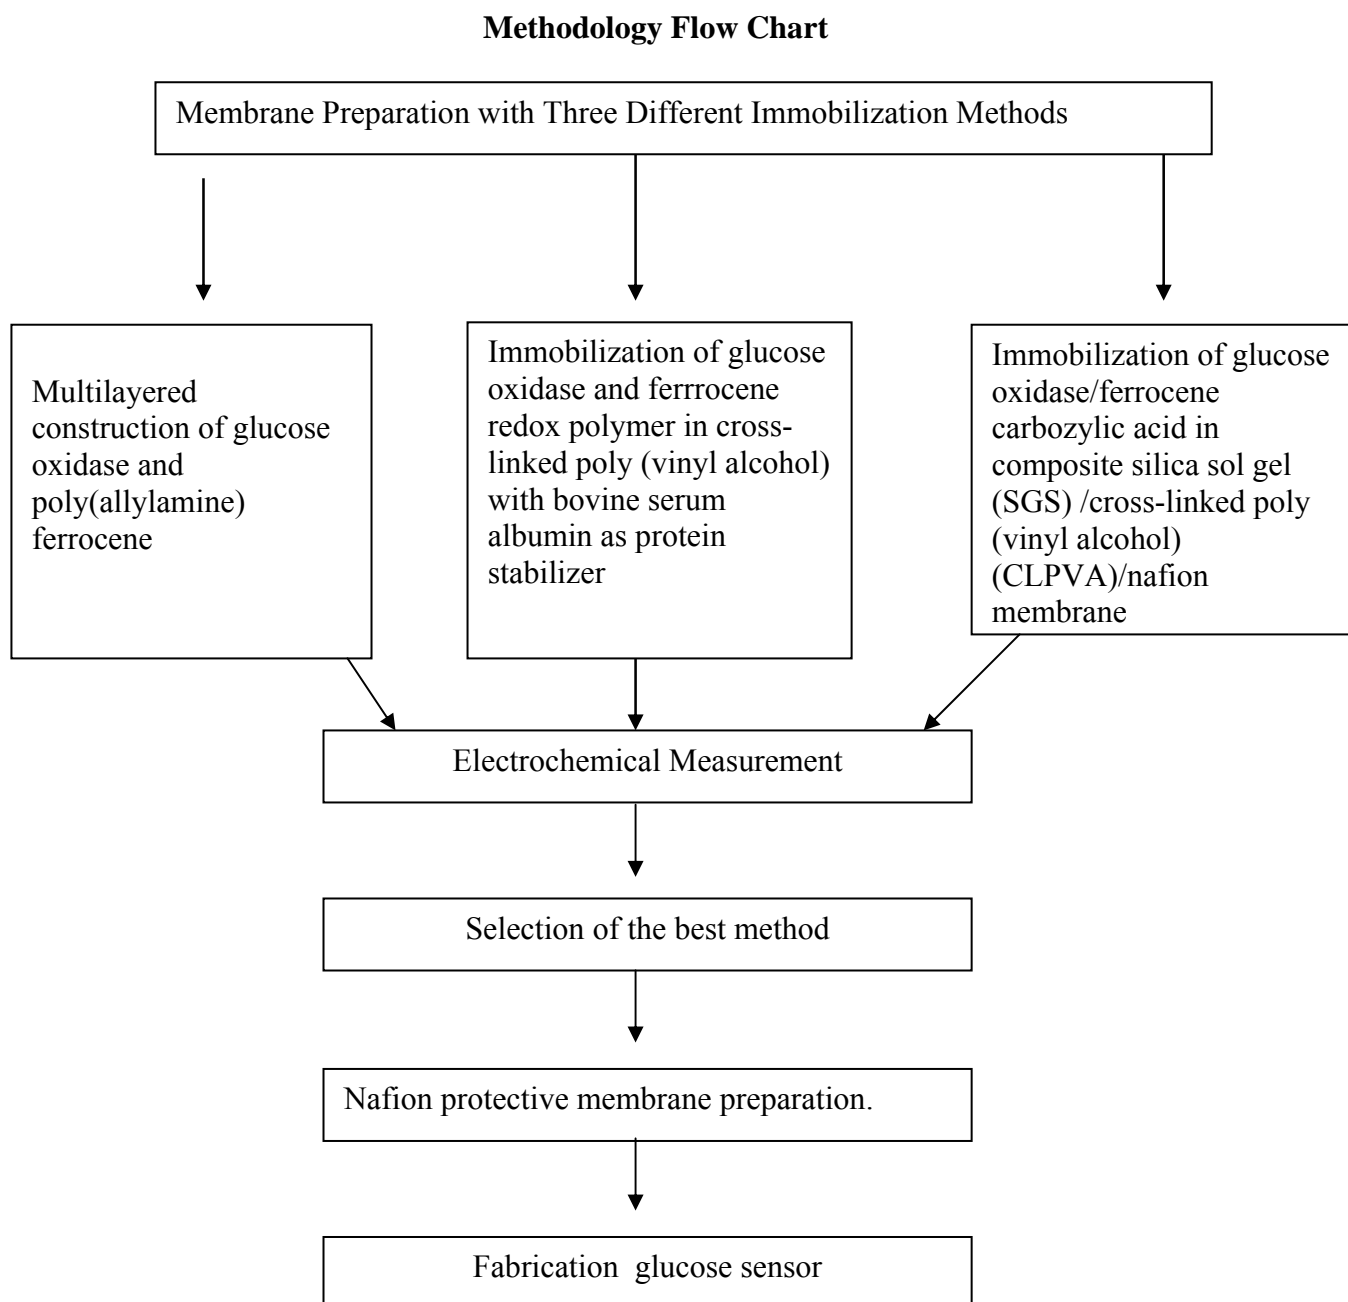 Methodology Flow Chart
Membrane Preparation with Three Different Immobilization Methods
Multilayered
construction of glucose
oxidase and
poly(allylamine)
ferrocene
Immobilization of glucose
oxidase and ferrrocene
redox polymer in cross-
linked poly (vinyl alcohol)
with bovine serum
albumin as protein
stabilizer
Immobilization of glucose
oxidase/ferrocene
carbozylic acid in
composite silica sol gel
(SGS) /cross-linked poly
(vinyl alcohol)
(CLPVA)/nafion
membrane
Electrochemical Measurement
Selection of the best method
Nafion protective membrane preparation.
Fabrication  glucose sensor